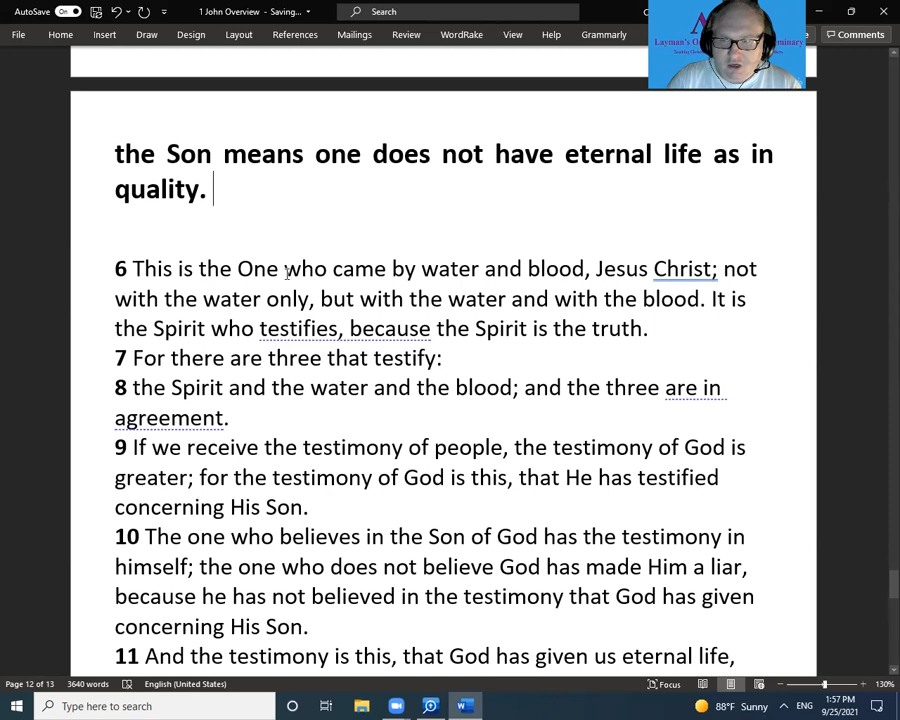 AutoSave On 1 John Overview - Saving... Search
File Home Insert Draw Design Layout References Mailings Review WordRake View Help Grammarly Comments
the Son means one does not have eternal life as in
quality.
6 This is the One who came by water and blood, Jesus Christ; not
with the water only, but with the water and with the blood. It is
the Spirit who testifies, because the Spirit is the truth.
7 For there are three that testify:
8 the Spirit and the water and the blood; and the three are in
agreement.
9 If we receive the testimony of people, the testimony of God is
greater; for the testimony of God is this, that He has testified
concerning His Son.
10 The one who believes in the Son of God has the testimony in
himself; the one who does not believe God has made Him a liar,
because he has not believed in the testimony that God has given
concerning His Son.
11 And the testimony is this, that God has given us eternal life,
Page 12 of 13 3640 words English (United States) Focus 130%
Type here to search 88°F Sunny ENG 1:57 PM
9/25/2021